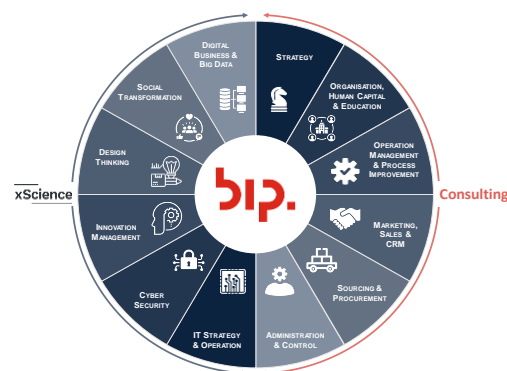 STRATEGY
ORGANISATION,
HUMAN CAPITAL
& EDUCATION
OPERATION
MANAGEMENT
& PROCESS
IMPROVEMENT
MARKETING,
SALES &
CRM
SOURCING &
PROCUREMENT
ADMINISTRATION
& CONTROL
IT STRATEGY
& OPERATION
CYBER
SECURITY
INNOVATION
MANAGEMENT
DESIGN
THINKING
SOCIAL
TRANSFORMATION
DIGITAL
BUSINESS &
BIG DATA
bip.
xScience
Consulting